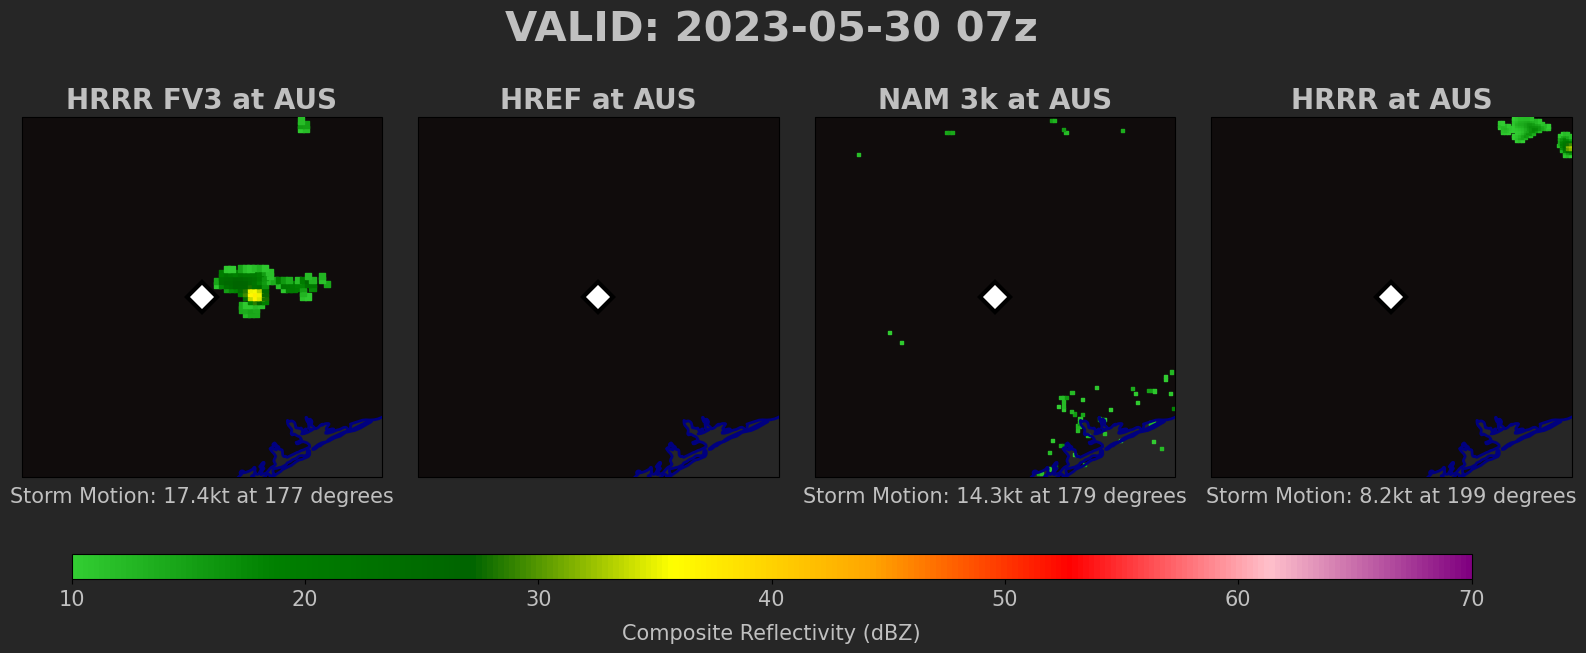 VALID: 2023-05-30 07z
HRRR FV3 at AUS
HREF at AUS
NAM 3k at AUS
HRRR at AUS
Storm Motion: 17.4kt at 177 degrees
Storm Motion: 14.3kt at 179 degrees
Storm Motion: 8.2kt at 199 degrees
10 20 30 40 50 60 70
Composite Reflectivity (dBZ)